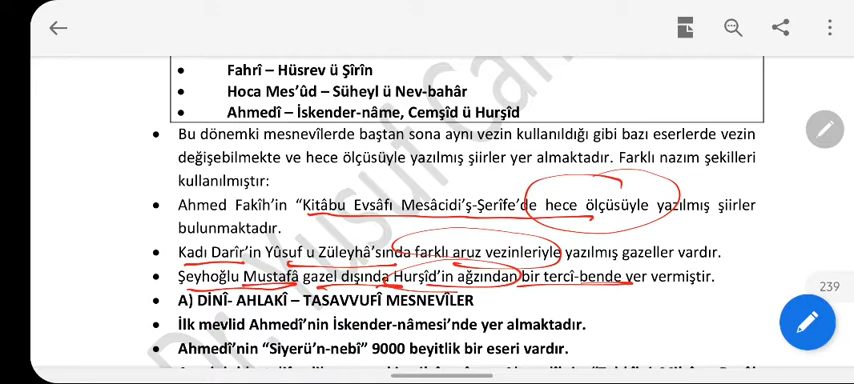 Fahrî – Hüsrev ü Şîrîn
Hoca Mes'ûd – Süheyl ü Nev-bahâr
Ahmedî – İskender-nâme, Cemşîd ü Hurşîd
Bu dönemki mesnevîlerde baştan sona aynı vezin kullanıldığı gibi bazı eserlerde vezin
değişebilmekte ve hece ölçüsüyle yazılmış şiirler yer almaktadır. Farklı nazım şekilleri
kullanılmıştır:
Ahmed Fakîh'in "Kitâbu Evsâfı Mesâcidi'ş-Şerîfe'de hece ölçüsüyle yazılmış şiirler
bulunmaktadır.
Kadı Darîr'in Yûsuf u Züleyhâ'sında farklı aruz vezinleriyle yazılmış gazeller vardır.
Şeyhoğlu Mustafâ gazel dışında Hurşîd'in ağzından bir tercî-bende yer vermiştir.
239
A) DİNÎ- AHLAKÎ – TASAVVUFÎ MESNEVÎLER
İlk mevlid Ahmedî'nin İskender-nâmesi'nde yer almaktadır.
Ahmedî'nin "Siyerü'n-nebî" 9000 beyitlik bir eseri vardır.
Dr. Yusuf